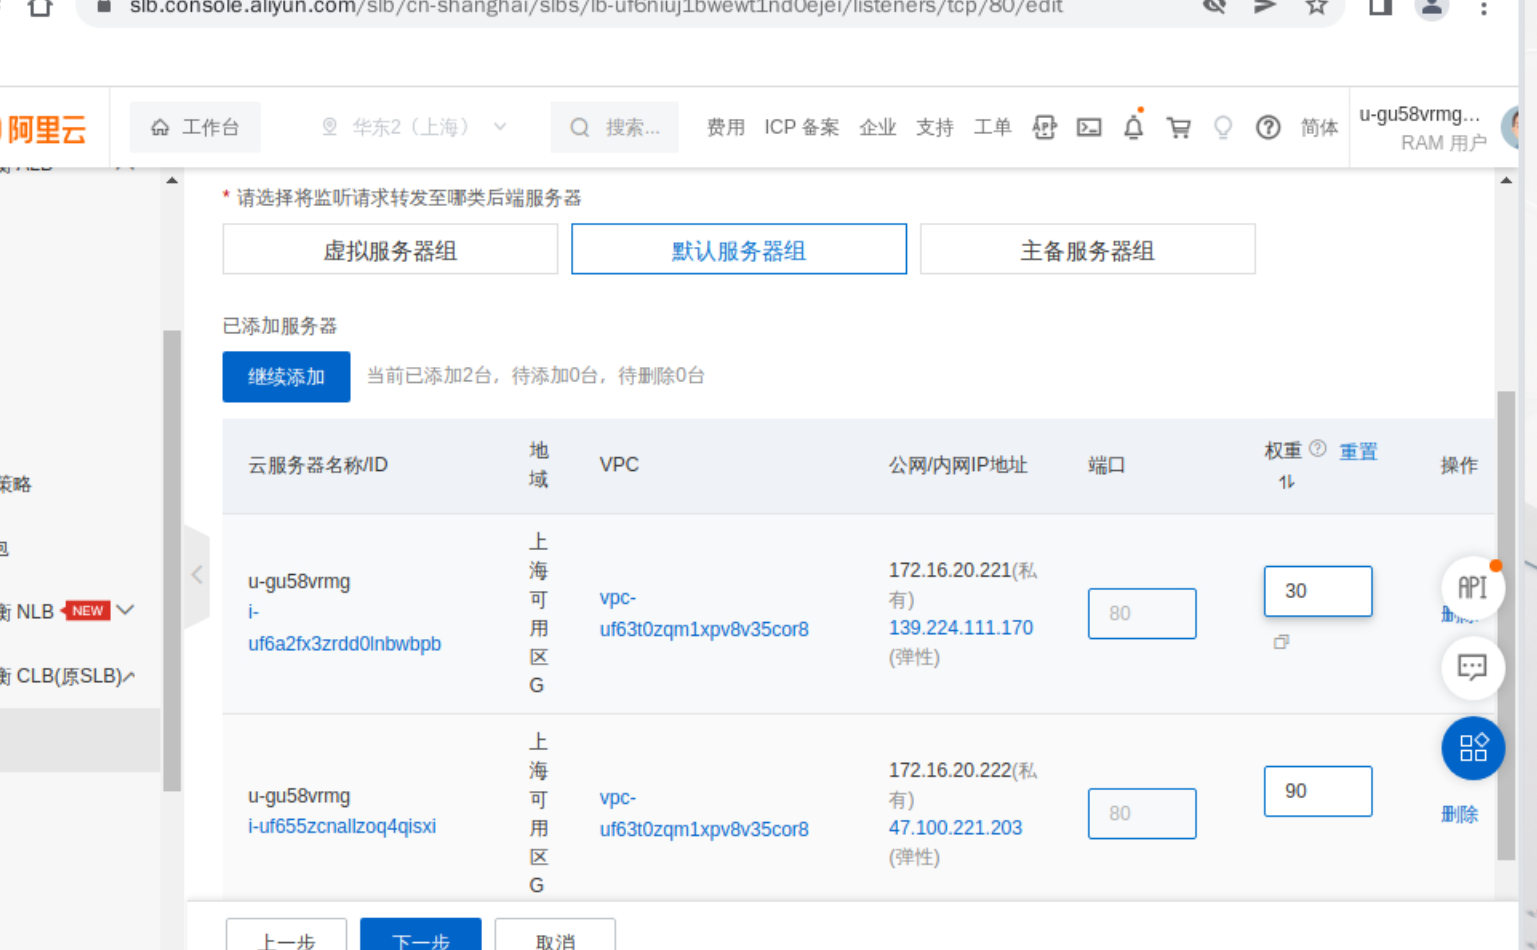 slb.console.aliyun.com/slb/cn-shanghai/slbs/lb-uf6niuj1bwewt1nd0ejei/listeners/tcp/80/edit
阿里云
工作台
华东2（上海）
搜索...
费用
ICP 备案
企业
支持
工单
简体
u-gu58vrmg...
RAM 用户
* 请选择将监听请求转发至哪类后端服务器
虚拟服务器组
默认服务器组
主备服务器组
已添加服务器
继续添加
当前已添加2台，待添加0台，待删除0台
策略
衡 NLB NEW
衡 CLB(原SLB)
云服务器名称/ID
地
域
VPC
公网/内网IP地址
端口
权重 重置
操作
u-gu58vrmg
i-
uf6a2fx3zrdd0lnbwbpb
上
海
可
用
区
G
vpc-
uf63t0zqm1xpv8v35cor8
172.16.20.221(私
有)
139.224.111.170
(弹性)
80
30
删除
API
u-gu58vrmg
i-uf655zcnallzoq4qisxi
上
海
可
用
区
G
vpc-
uf63t0zqm1xpv8v35cor8
172.16.20.222(私
有)
47.100.221.203
(弹性)
80
90
删除
上一步
下一步
取消